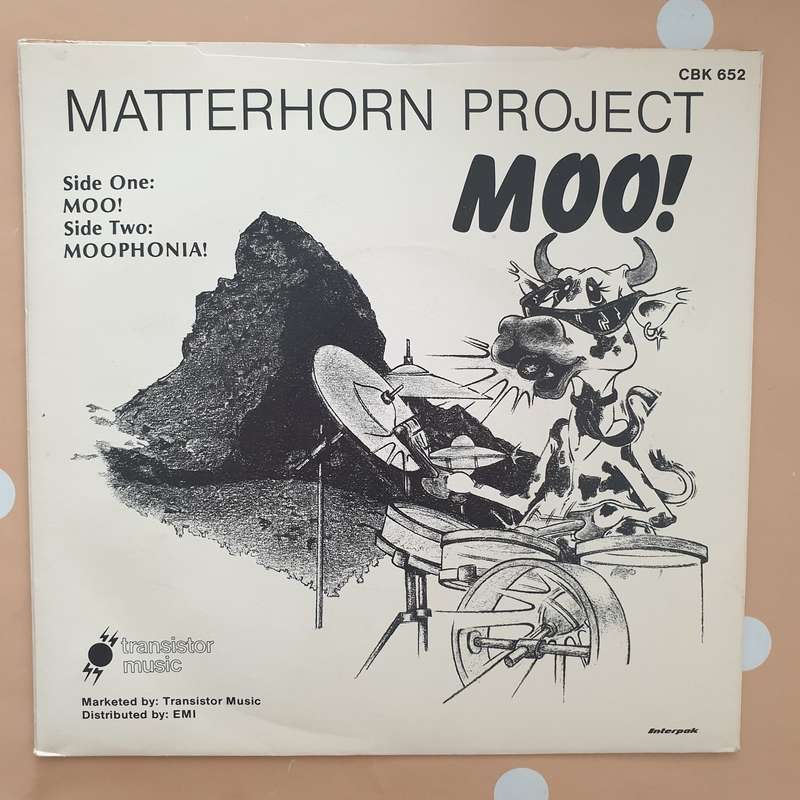 CBK 652
MATTERHORN PROJECT
MOO!
Side One:
MOO!
Side Two:
MOOPHONIA!
transistor
music
Marketed by: Transistor Music
Distributed by: EMI
Interpak